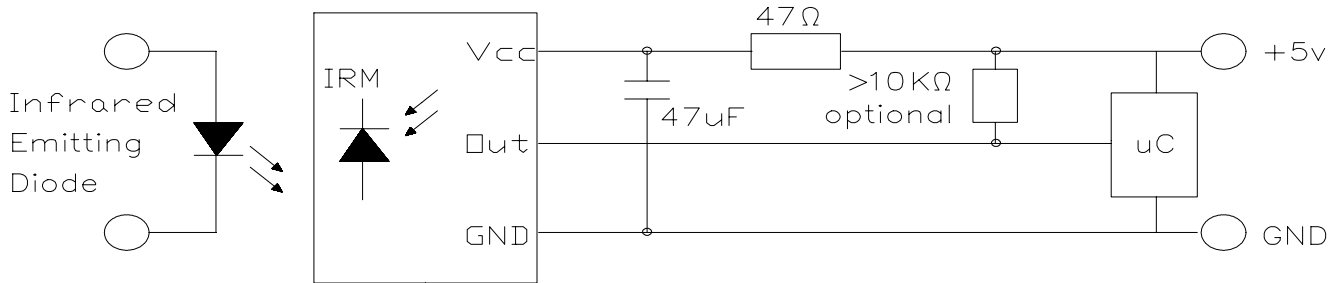 Infrared
Emitting
Diode
IRM
Vcc
Out
GND
47uF
47Ω
>10KΩ
optional
uC
+5v
GND